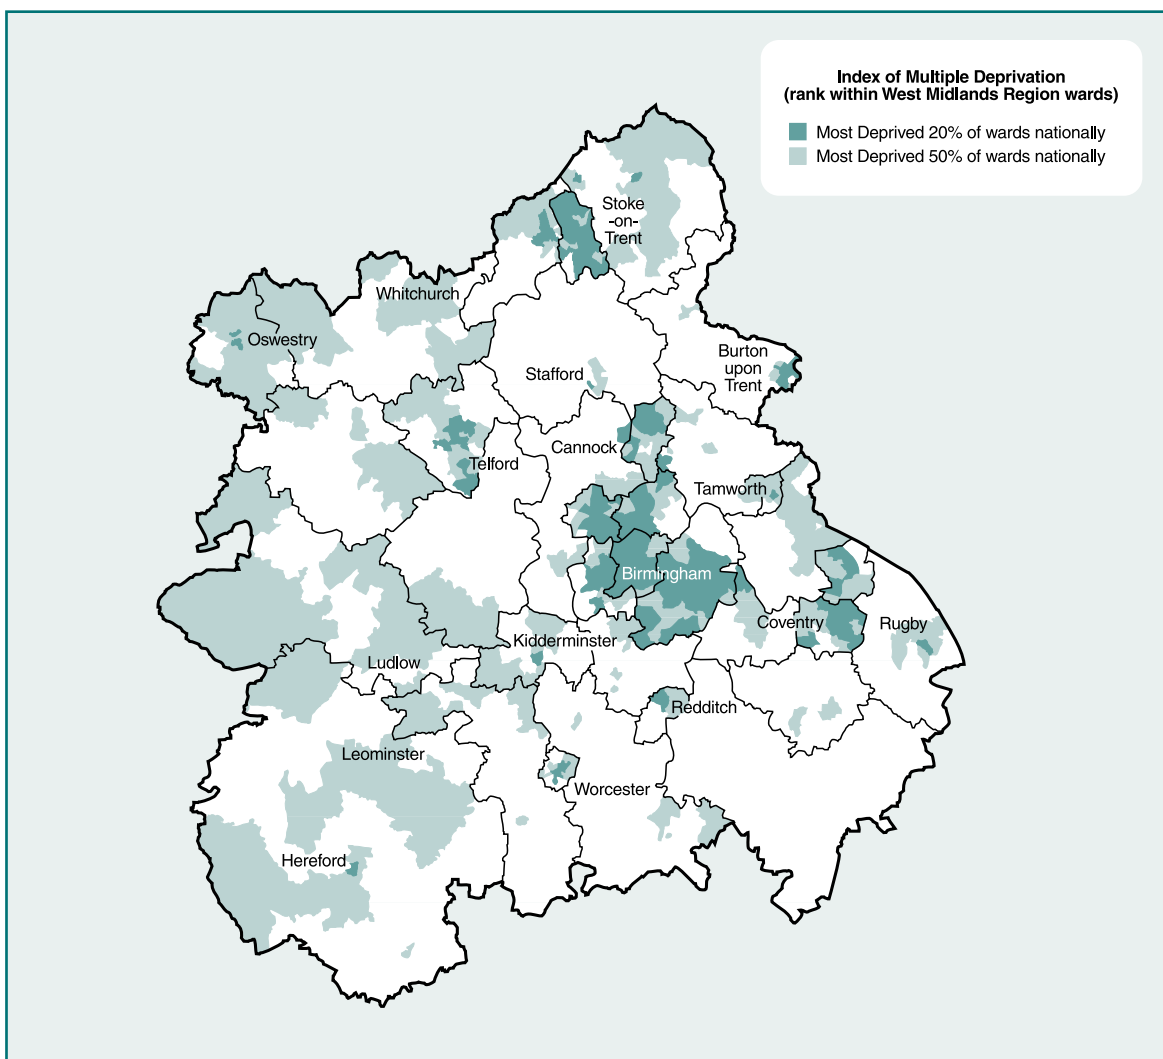 Index of Multiple Deprivation
(rank within West Midlands Region wards)
Most Deprived 20% of wards nationally
Most Deprived 50% of wards nationally
Stoke
-on-
Trent
Whitchurch
Oswestry
Burton
upon
Trent
Stafford
Cannock
Telford
Tamworth
Birmingham
Coventry
Rugby
Kidderminster
Ludlow
Redditch
Leominster
Worcester
Hereford